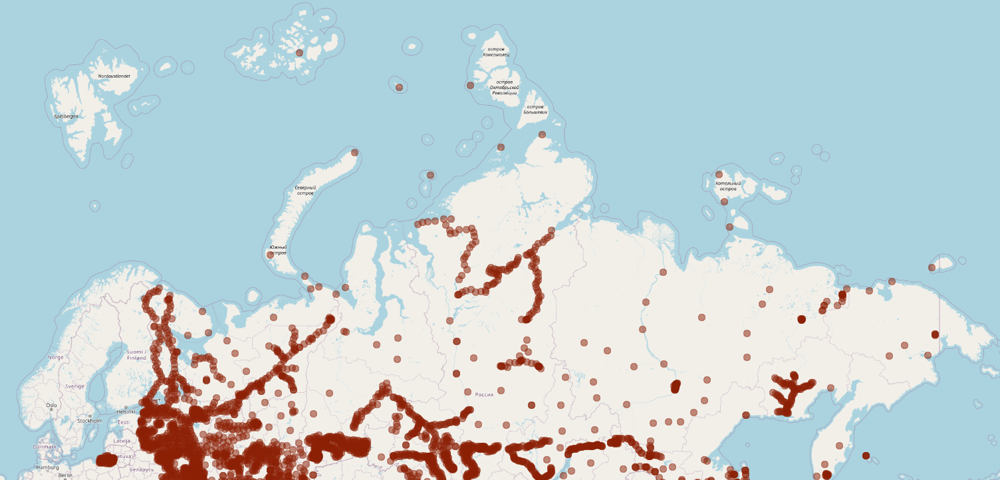 остров
Комсомолец
Nordaustlandet
остров
Октябрьской
Революции
остров
Большевик
Spitsbergen
Северный
остров
Котельный
остров
Южный
остров
Suomi /
Finland
Norge
Sverige
Россия
Oslo
Helsinki
Stockholm
Eesti
Latvija
Danmark
Hamburg
Беларусь
Berlin